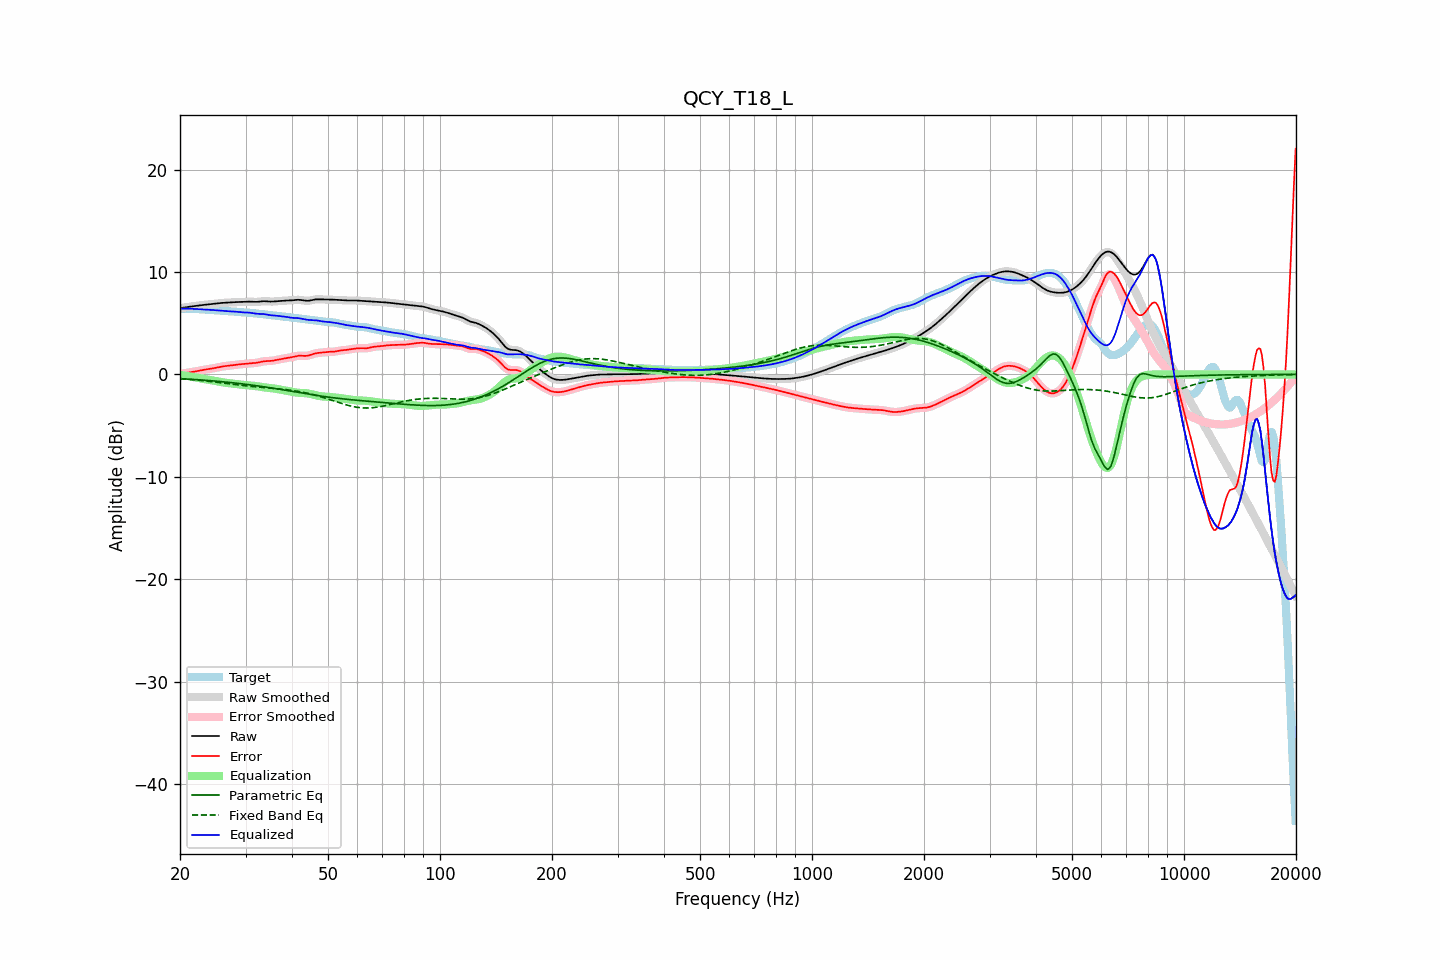 QCY_T18_L
20
10
0
−10
−20
−30
−40
Amplitude (dBr)
Target
Raw Smoothed
Error Smoothed
Raw
Error
Equalization
Parametric Eq
Fixed Band Eq
Equalized
20 50 100 200 500 1000 2000 5000 10000 20000
Frequency (Hz)